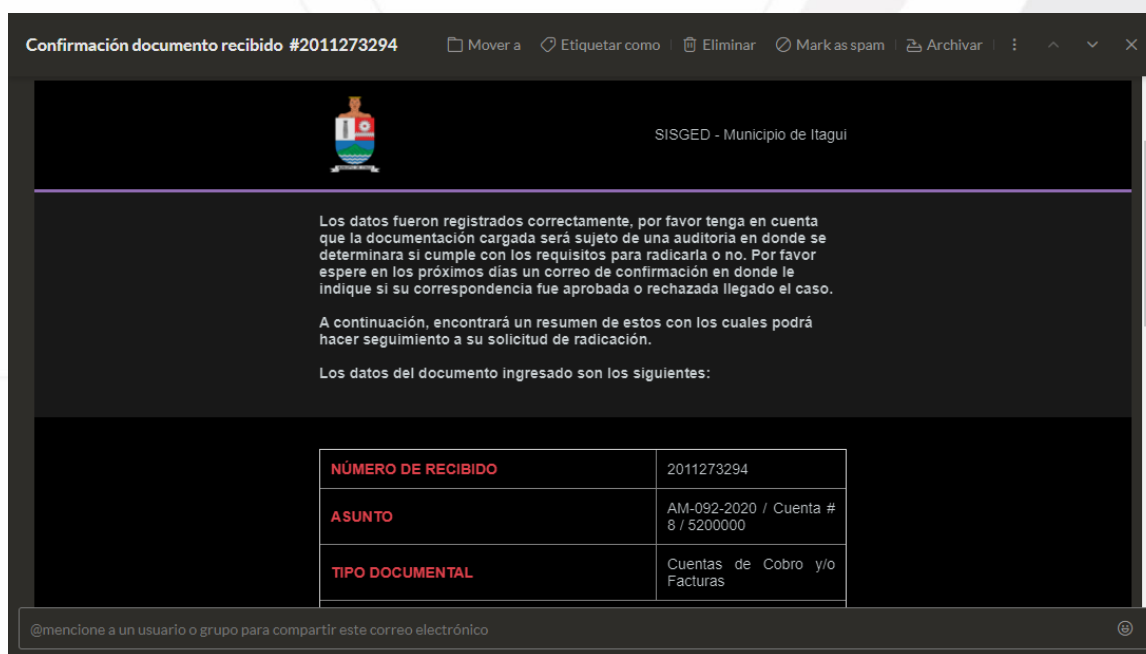 Confirmación documento recibido #2011273294
Mover a
Etiquetar como
Eliminar
Mark as spam
Archivar
SISGED - Municipio de Itagui
Los datos fueron registrados correctamente, por favor tenga en cuenta
que la documentación cargada será sujeto de una auditoria en donde se
determinara si cumple con los requisitos para radicarla o no. Por favor
espere en los próximos días un correo de confirmación en donde le
indique si su correspondencia fue aprobada o rechazada llegado el caso.
A continuación, encontrará un resumen de estos con los cuales podrá
hacer seguimiento a su solicitud de radicación.
Los datos del documento ingresado son los siguientes:
NÚMERO DE RECIBIDO
2011273294
ASUNTO
AM-092-2020 / Cuenta #
8 / 5200000
TIPO DOCUMENTAL
Cuentas de Cobro y/o
Facturas
@mencione a un usuario o grupo para compartir este correo electrónico